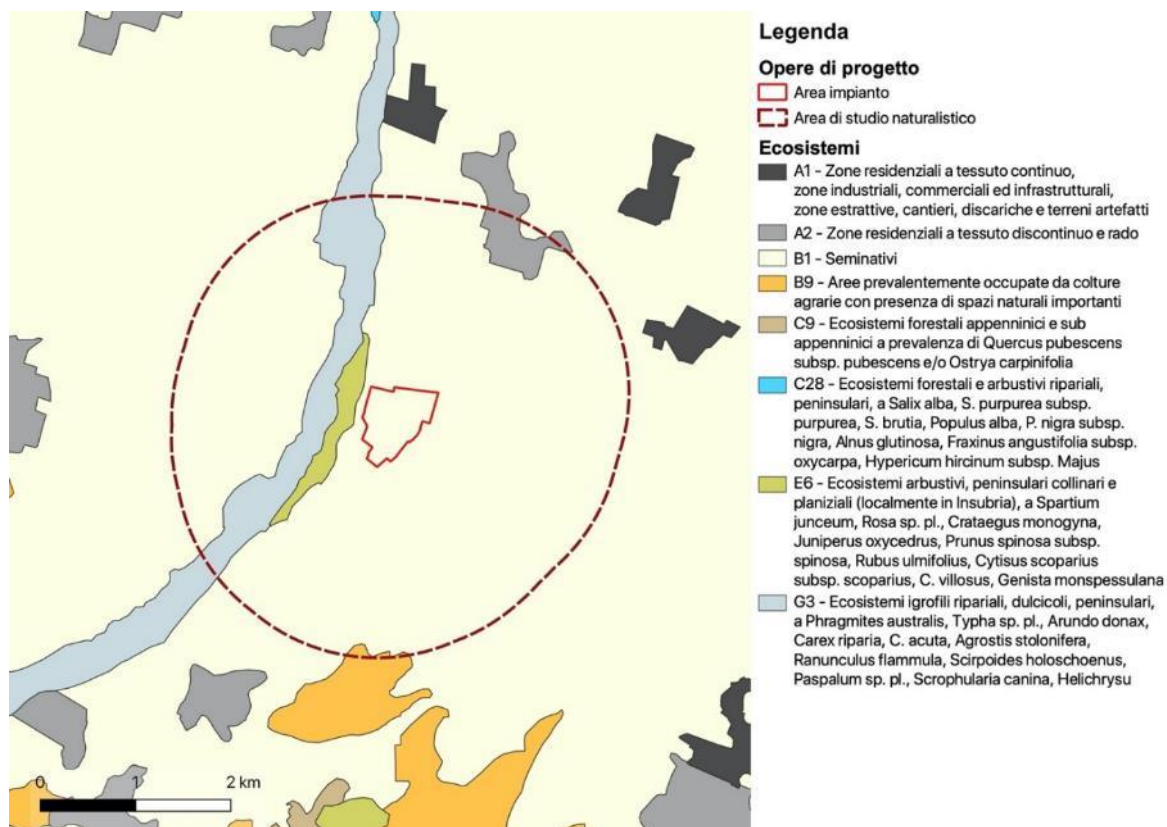 Legenda
Opere di progetto
Area impianto
Area di studio naturalistico
Ecosistemi
A1 - Zone residenziali a tessuto continuo,
zone industriali, commerciali ed infrastrutturali,
zone estrattive, cantieri, discariche e terreni artefatti
A2 - Zone residenziali a tessuto discontinuo e rado
B1 - Seminativi
B9 - Aree prevalentemente occupate da colture
agrarie con presenza di spazi naturali importanti
C9 - Ecosistemi forestali appenninici e sub
appenninici a prevalenza di Quercus pubescens
subsp. pubescens e/o Ostrya carpinifolia
C28 - Ecosistemi forestali e arbustivi ripariali,
peninsulari, a Salix alba, S. purpurea subsp.
purpurea, S. brutia, Populus alba, P. nigra subsp.
nigra, Alnus glutinosa, Fraxinus angustifolia subsp.
oxycarpa, Hypericum hircinum subsp. Majus
E6 - Ecosistemi arbustivi, peninsulari collinari e
planiziali (localmente in Insubria), a Spartium
junceum, Rosa sp. pl., Crataegus monogyna,
Juniperus oxycedrus, Prunus spinosa subsp.
spinosa, Rubus ulmifolius, Cytisus scoparius
subsp. scoparius, C. villosus, Genista monspessulana
G3 - Ecosistemi igrofili ripariali, dulcicoli, peninsulari,
a Phragmites australis, Typha sp. pl., Arundo donax,
Carex riparia, C. acuta, Agrostis stolonifera,
Ranunculus flammula, Scirpoides holoschoenus,
Paspalum sp. pl., Scrophularia canina, Helichrysu
0 1 2 km